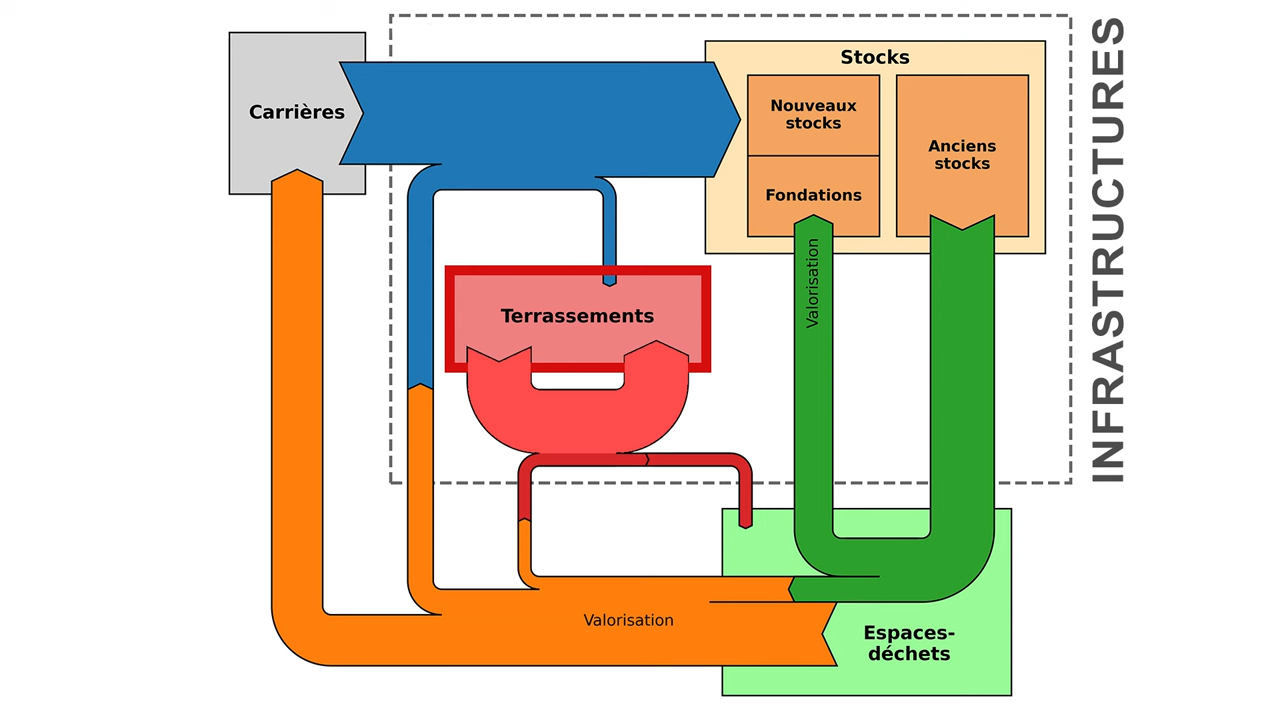 Carrières
Stocks
Nouveaux
stocks
Anciens
stocks
Fondations
Valorisation
Terrassements
Valorisation
Espaces-
déchets
INFRASTRUCTURES